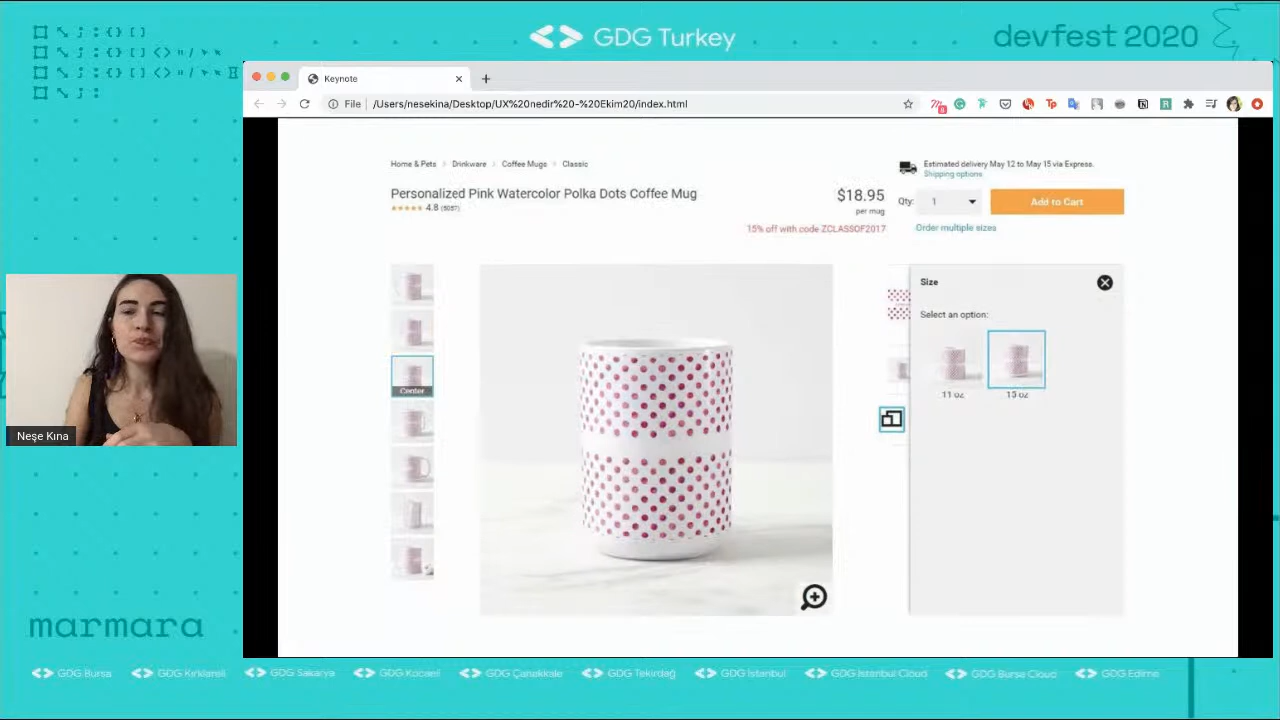 GDG Turkey
devfest 2020
Keynote
File
/Users/nesekina/Desktop/UX%20nedir%20-%20Ekim20/index.html
Home & Pets
Drinkware
Coffee Mugs
Classic
Personalized Pink Watercolor Polka Dots Coffee Mug
4.8 (5057)
$18.95
per mug
15% off with code ZCLASSOF2017
Estimated delivery May 12 to May 15 via Express.
Shipping options
Qty: 1
Add to Cart
Order multiple sizes
Center
Size
Select an option:
11 oz
15 oz
Neşe Kına
marmara
GDG Bursa
GDG Kırklareli
GDG Sakarya
GDG Kocaeli
GDG Çanakkale
GDG Tekirdağ
GDG İstanbul
GDG Istanbul Cloud
GDG Bursa Cloud
GDG Edirne